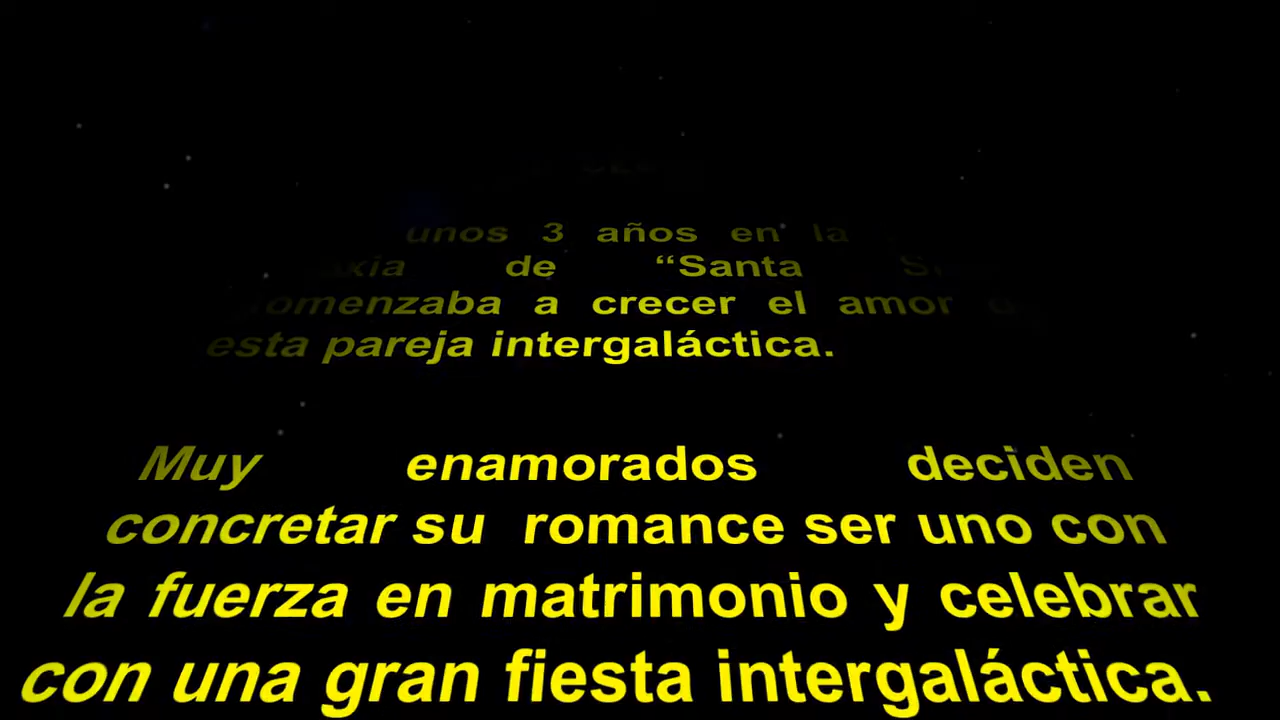 unos 3 años en la
de "Santa
comenzaba a crecer el amor
esta pareja intergaláctica.
Muy enamorados deciden
concretar su romance ser uno con
la fuerza en matrimonio y celebrar
con una gran fiesta intergaláctica.